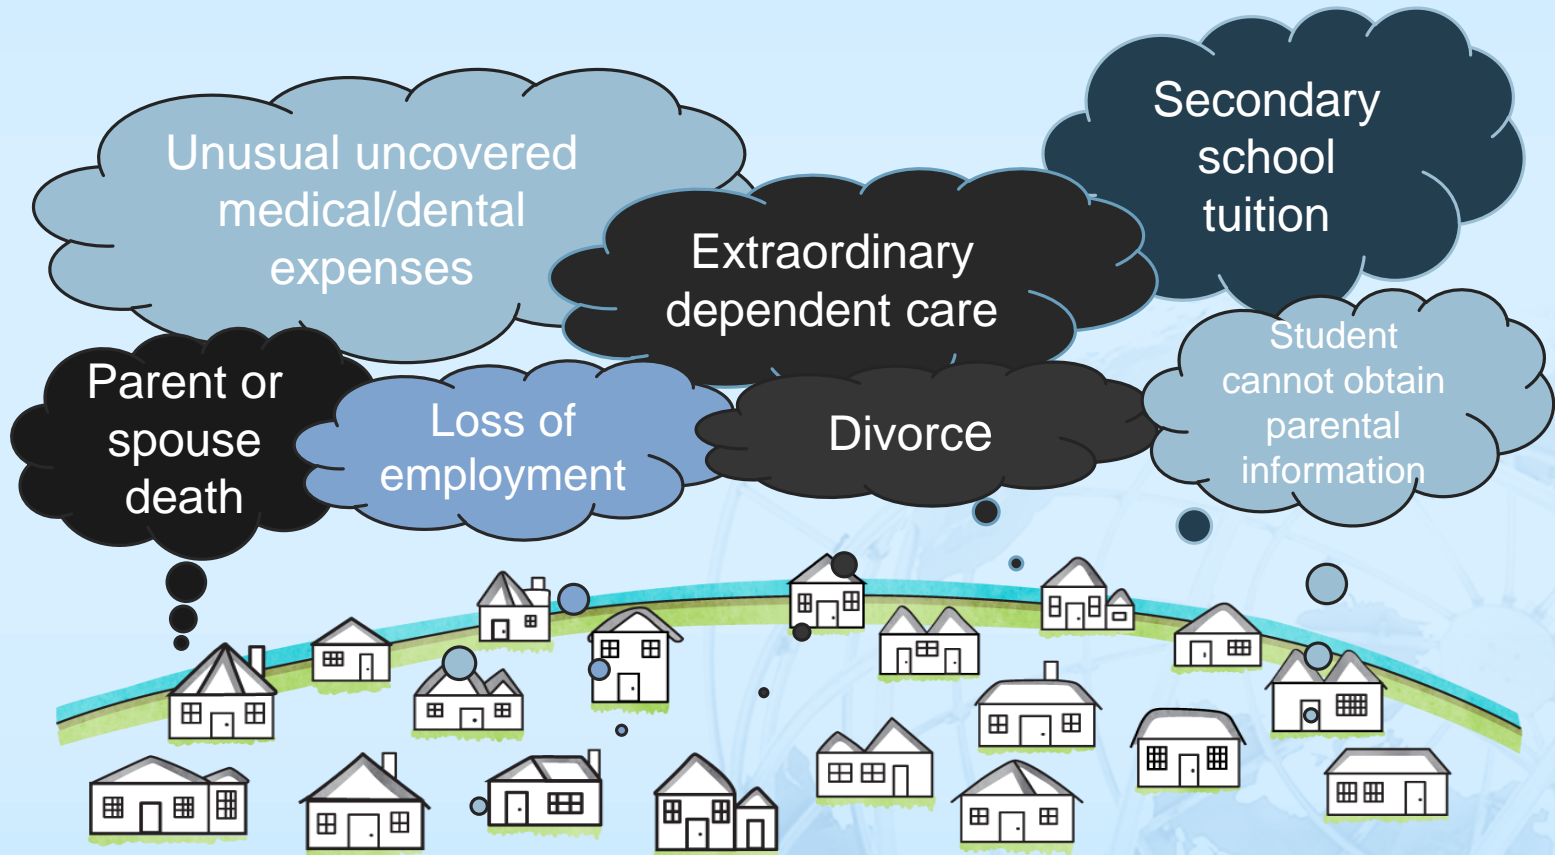 Unusual uncovered
medical/dental
expenses
Extraordinary
dependent care
Secondary
school
tuition
Parent or
spouse
death
Loss of
employment
Divorce
Student
cannot obtain
parental
information